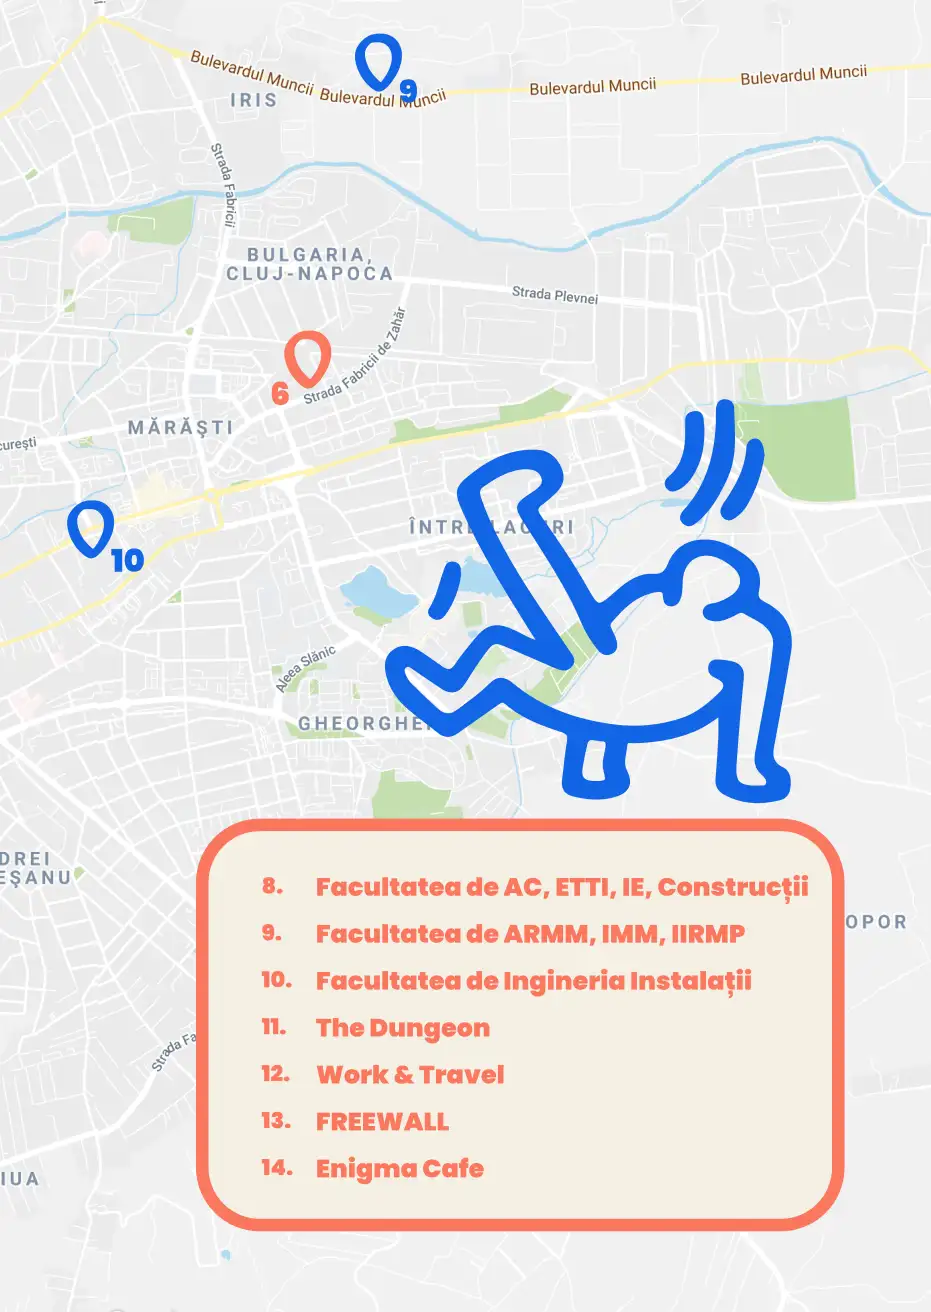 Bulevardul Muncii
Bulevardul Muncii
Bulevardul Muncii
Bulevardul Muncii
9
IRIS
Strada Fabricii
BULGARIA,
CLUJ-NAPOCA
Strada Plevnei
Strada Fabricii de Zahăr
6
MĂRĂȘTI
curești
10
ÎNTRE LACURI
Aleea Slănic
GHEORGHE
DREI
EȘANU
OPOR
Strada Fa
IUA
8. Facultatea de AC, ETTI, IE, Construcții
9. Facultatea de ARMM, IMM, IIRMP
10. Facultatea de Ingineria Instalații
11. The Dungeon
12. Work & Travel
13. FREEWALL
14. Enigma Cafe